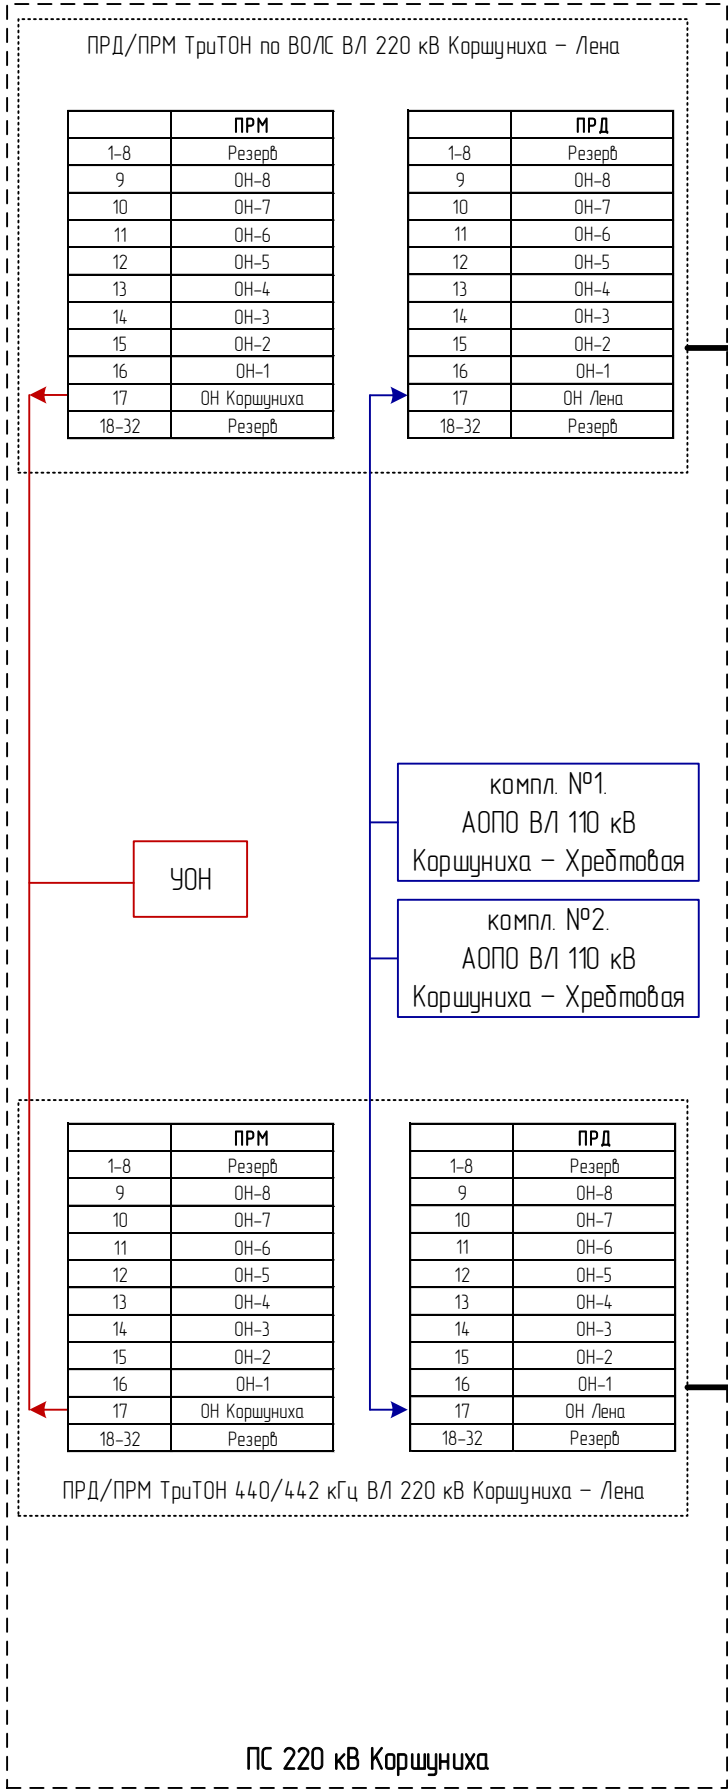 ПРД/ПРМ ТриТОН по ВОЛС ВЛ 220 кВ Коршуниха – Лена
ПРМ
1–8 Резерв
9 ОН–8
10 ОН–7
11 ОН–6
12 ОН–5
13 ОН–4
14 ОН–3
15 ОН–2
16 ОН–1
17 ОН Коршуниха
18–32 Резерв
ПРД
1–8 Резерв
9 ОН–8
10 ОН–7
11 ОН–6
12 ОН–5
13 ОН–4
14 ОН–3
15 ОН–2
16 ОН–1
17 ОН Лена
18–32 Резерв
компл. №1.
АОПО ВЛ 110 кВ
Коршуниха – Хребтовая
УОН
компл. №2.
АОПО ВЛ 110 кВ
Коршуниха – Хребтовая
ПРМ
1–8 Резерв
9 ОН–8
10 ОН–7
11 ОН–6
12 ОН–5
13 ОН–4
14 ОН–3
15 ОН–2
16 ОН–1
17 ОН Коршуниха
18–32 Резерв
ПРД
1–8 Резерв
9 ОН–8
10 ОН–7
11 ОН–6
12 ОН–5
13 ОН–4
14 ОН–3
15 ОН–2
16 ОН–1
17 ОН Лена
18–32 Резерв
ПРД/ПРМ ТриТОН 440/442 кГц ВЛ 220 кВ Коршуниха – Лена
ПС 220 кВ Коршуниха